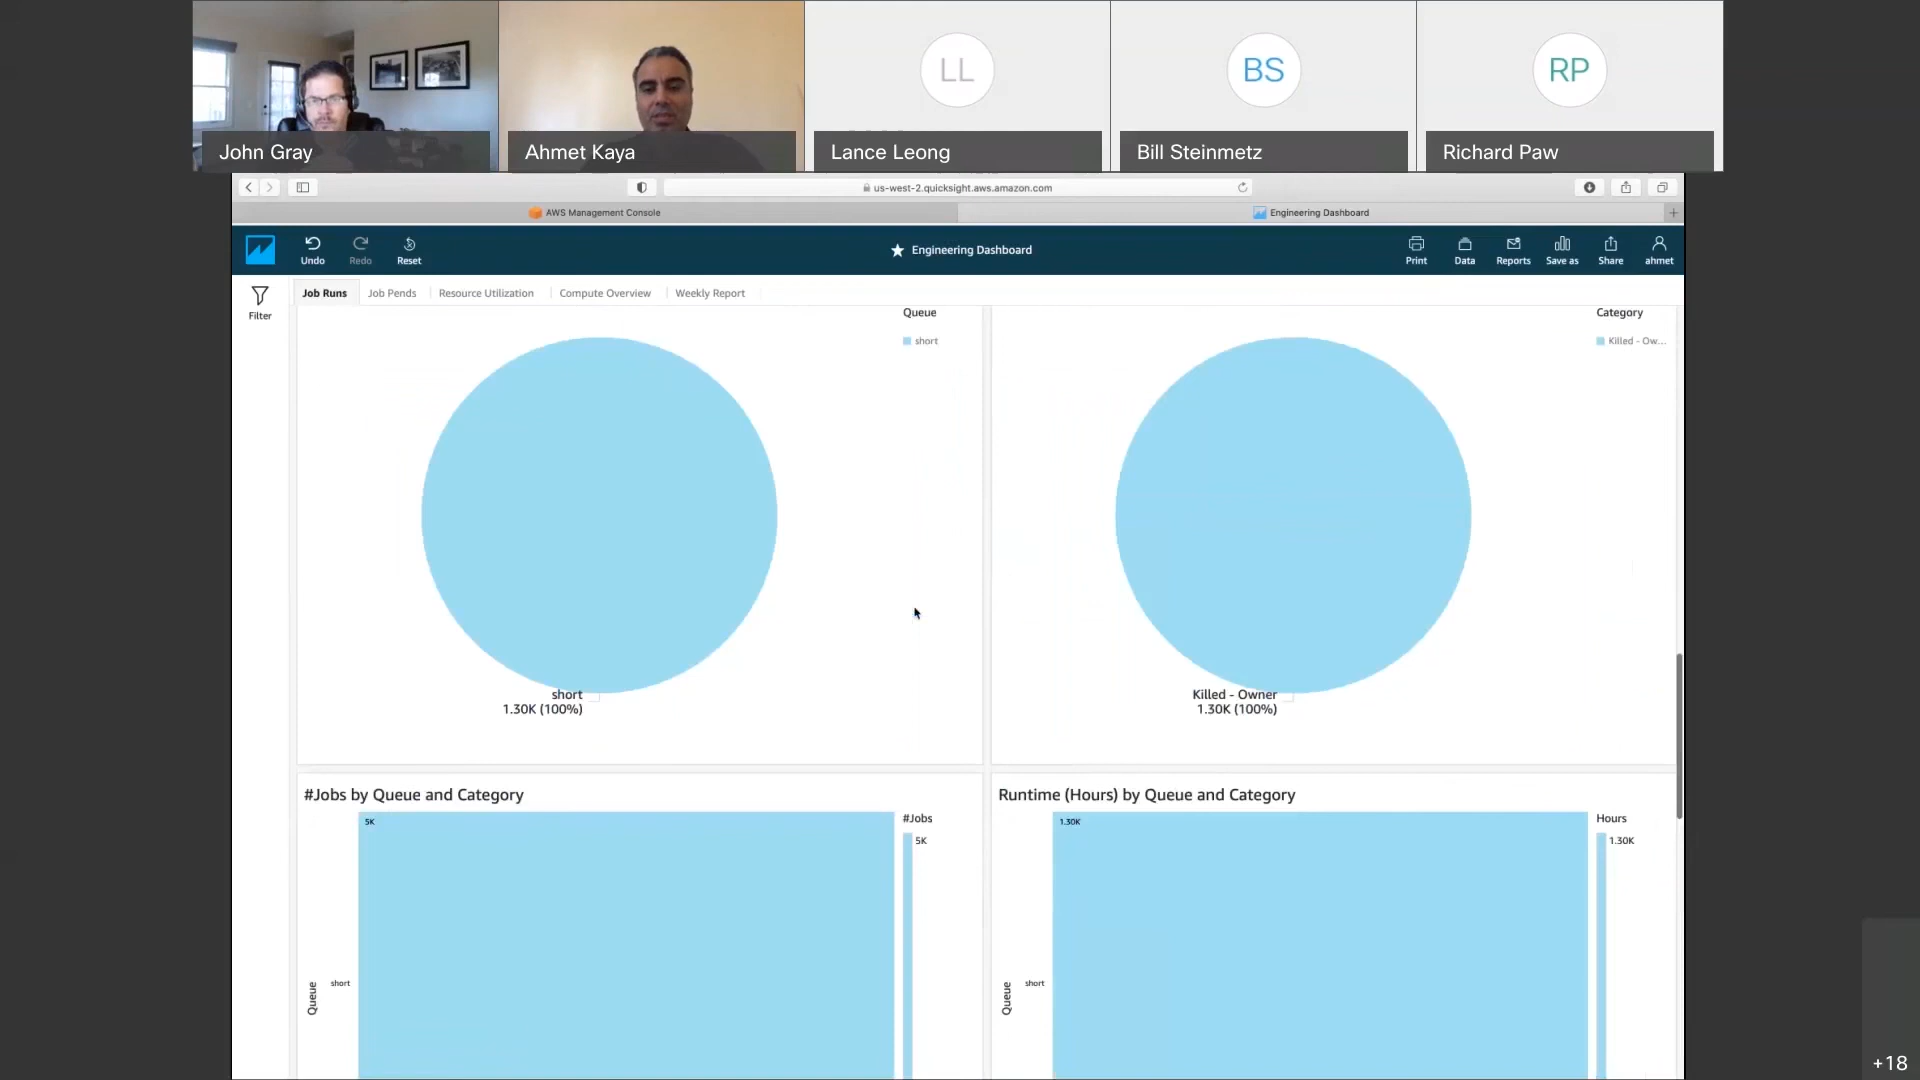 LL
BS
RP
John Gray
Ahmet Kaya
Lance Leong
Bill Steinmetz
Richard Paw
us-west-2.quicksight.aws.amazon.com
AWS Management Console
Engineering Dashboard
Undo
Redo
Reset
Engineering Dashboard
Print
Data
Reports
Save as
Share
ahmet
Filter
Job Runs
Job Pends
Resource Utilization
Compute Overview
Weekly Report
Queue
short
short
1.30K (100%)
Category
Killed - Ow...
Killed - Owner
1.30K (100%)
#Jobs by Queue and Category
5K
#Jobs
5K
Queue
short
Runtime (Hours) by Queue and Category
1.30K
Hours
1.30K
Queue
short
+18